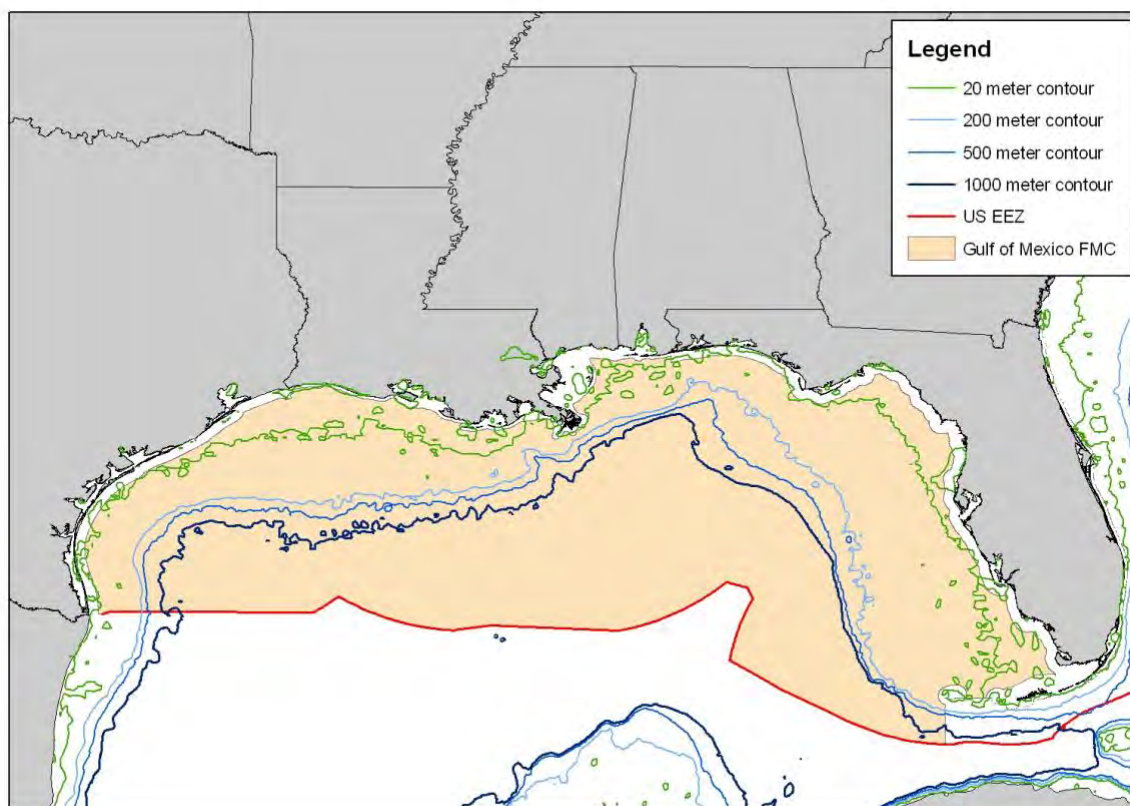 Legend
20 meter contour
200 meter contour
500 meter contour
1000 meter contour
US EEZ
Gulf of Mexico FMC